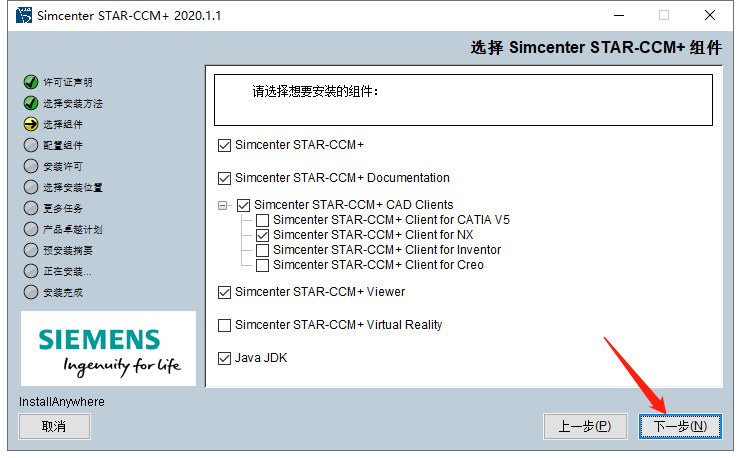 Simcenter STAR-CCM+ 2020.1.1
选择 Simcenter STAR-CCM+ 组件
许可证声明
选择安装方法
选择组件
配置组件
安装许可
选择安装位置
更多任务
产品卓越计划
预安装摘要
正在安装...
安装完成
SIEMENS
Ingenuity for life
请选择想要安装的组件：
Simcenter STAR-CCM+
Simcenter STAR-CCM+ Documentation
Simcenter STAR-CCM+ CAD Clients
Simcenter STAR-CCM+ Client for CATIA V5
Simcenter STAR-CCM+ Client for NX
Simcenter STAR-CCM+ Client for Inventor
Simcenter STAR-CCM+ Client for Creo
Simcenter STAR-CCM+ Viewer
Simcenter STAR-CCM+ Virtual Reality
Java JDK
InstallAnywhere
取消
上一步(P)
下一步(N)